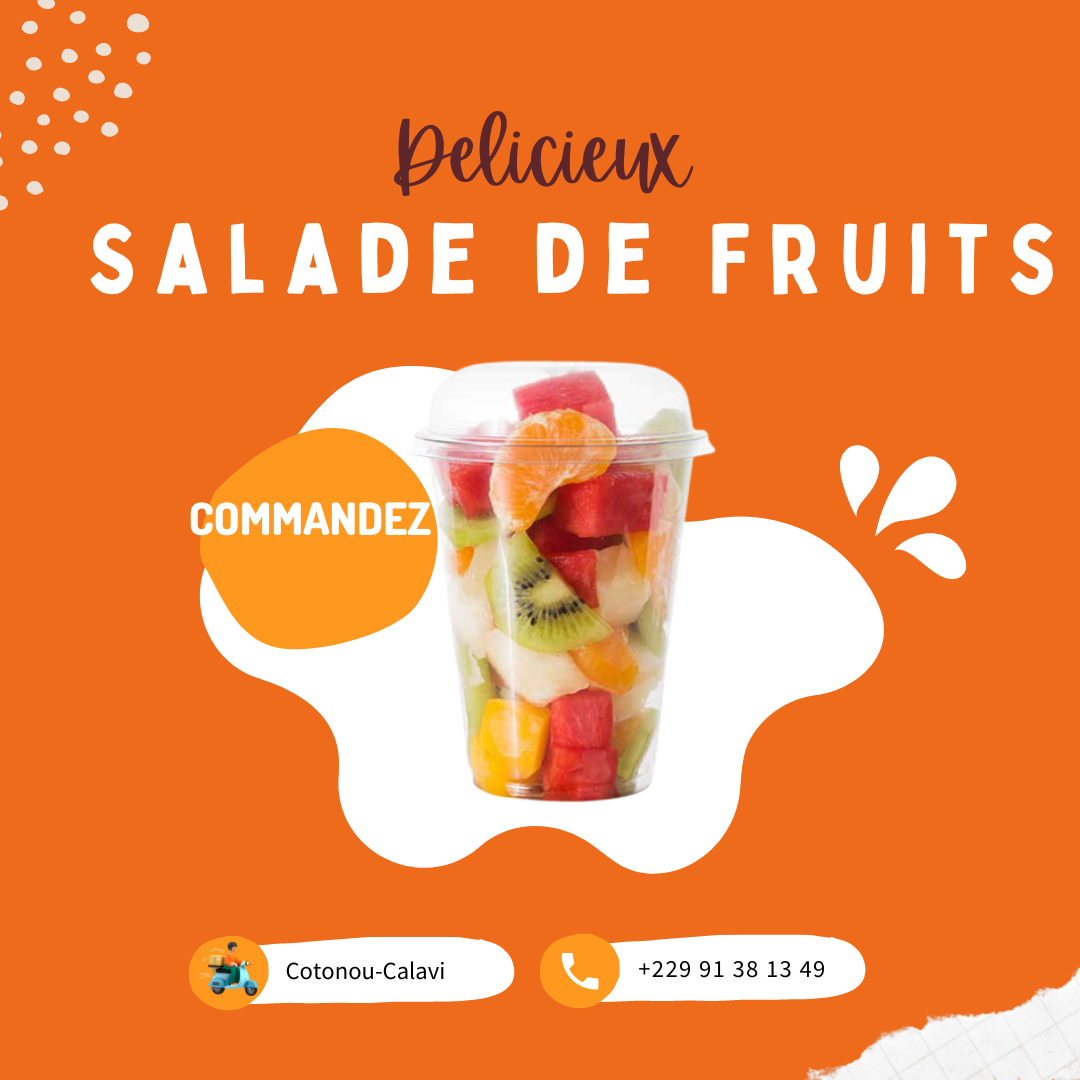 Delicieux
SALADE DE FRUITS
COMMANDEZ
Cotonou-Calavi
+229 91 38 13 49